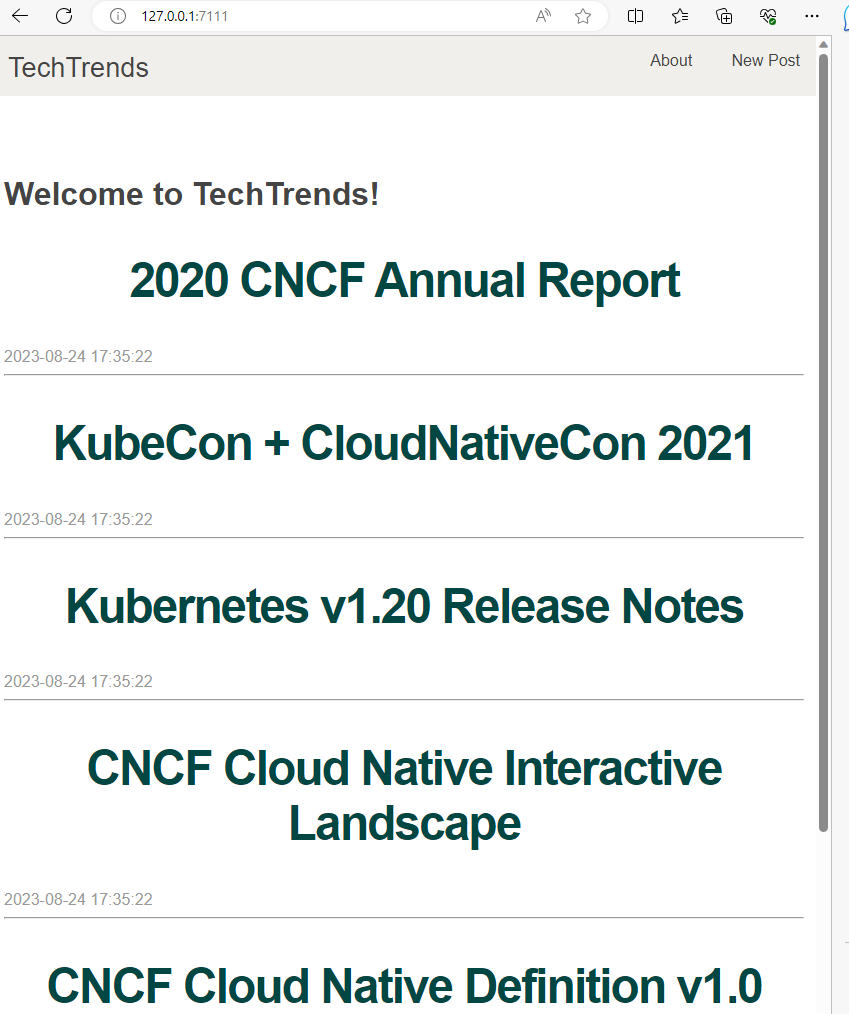 127.0.0.1:7111
TechTrends
About
New Post
Welcome to TechTrends!
2020 CNCF Annual Report
2023-08-24 17:35:22
KubeCon + CloudNativeCon 2021
2023-08-24 17:35:22
Kubernetes v1.20 Release Notes
2023-08-24 17:35:22
CNCF Cloud Native Interactive
Landscape
2023-08-24 17:35:22
CNCF Cloud Native Definition v1.0